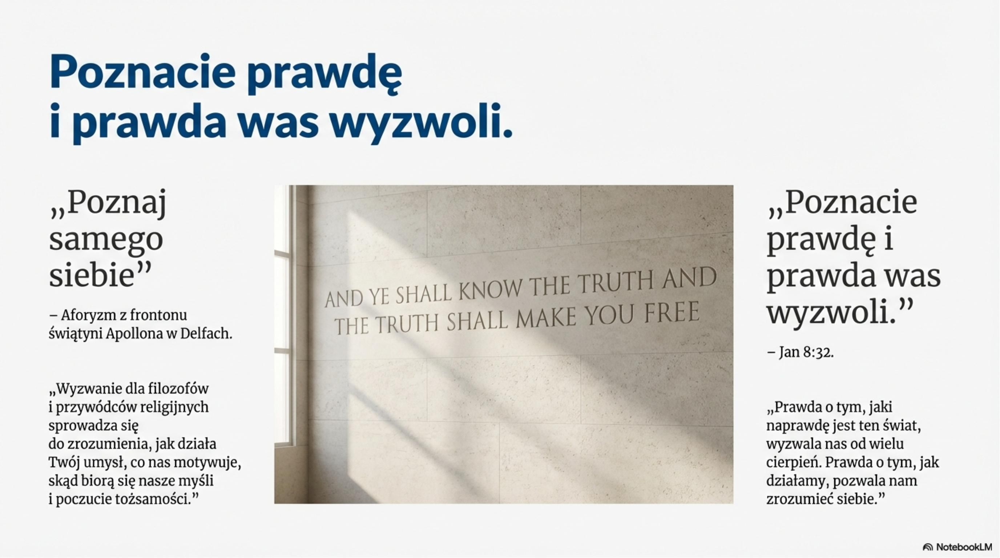 Poznacie prawdę
i prawda was wyzwoli.
„Poznaj
samego
siebie”
– Aforyzm z frontonu
świątyni Apollona w Delfach.
„Wyzwanie dla filozofów
i przywódców religijnych
sprowadza się
do zrozumienia, jak działa
Twój umysł, co nas motywuje,
skąd biorą się nasze myśli
i poczucie tożsamości.”
AND YE SHALL KNOW THE TRUTH AND
THE TRUTH SHALL MAKE YOU FREE
„Poznacie
prawdę i
prawda was
wyzwoli.”
– Jan 8:32.
„Prawda o tym, jaki
naprawdę jest ten świat,
wyzwala nas od wielu
cierpień. Prawda o tym, jak
działamy, pozwala nam
zrozumieć siebie.”
NotebookLM